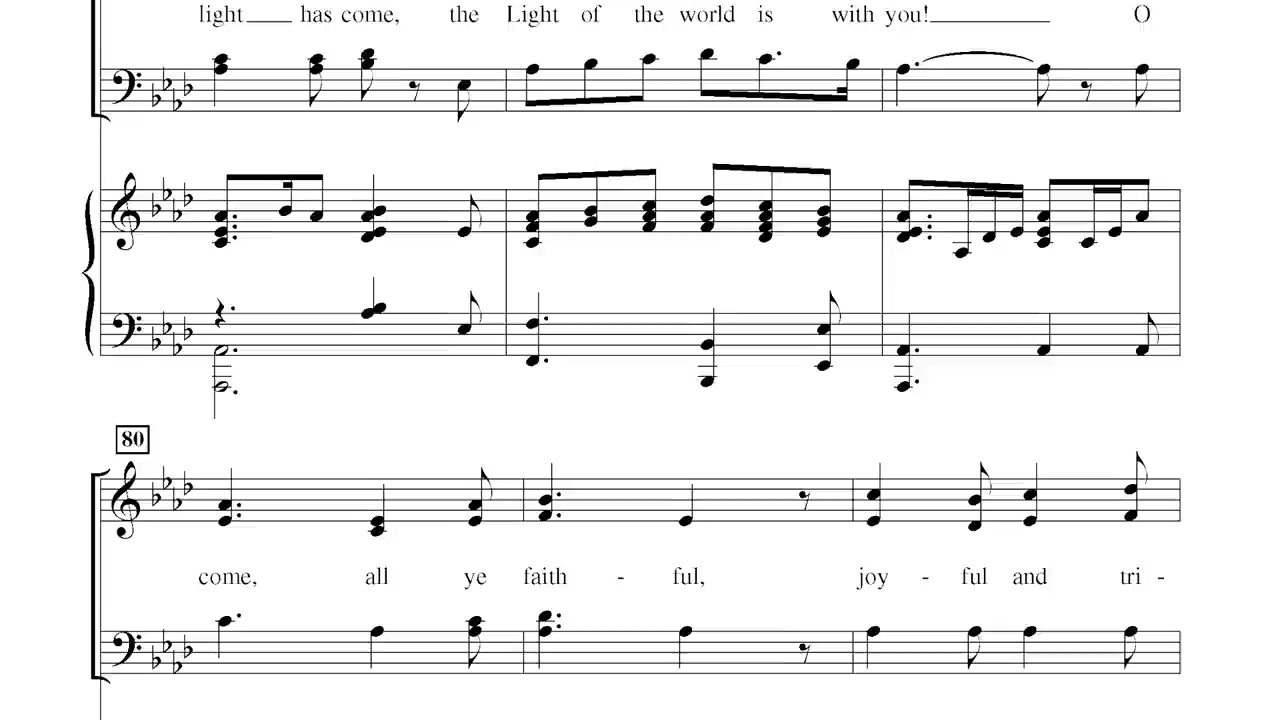 light has come, the Light of the world is with you! O
80
come, all ye faith - ful, joy - ful and tri -